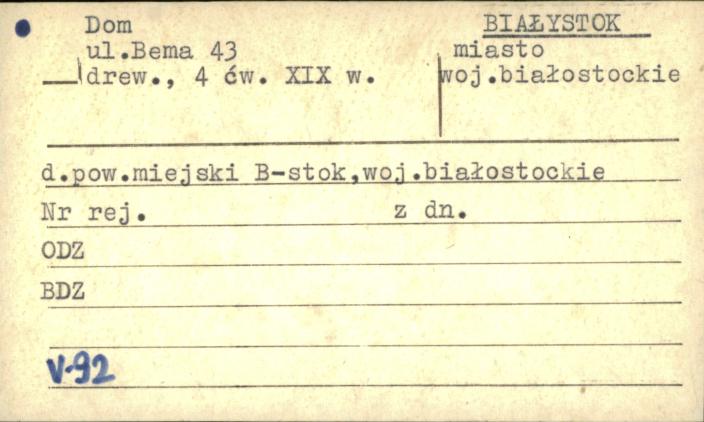 Dom
ul.Bema 43
drew., 4 ćw. XIX w.
BIAŁYSTOK
miasto
woj.białostockie
d.pow.miejski B-stok,woj.białostockie
Nr rej. z dn.
ODZ
BDZ
V-92